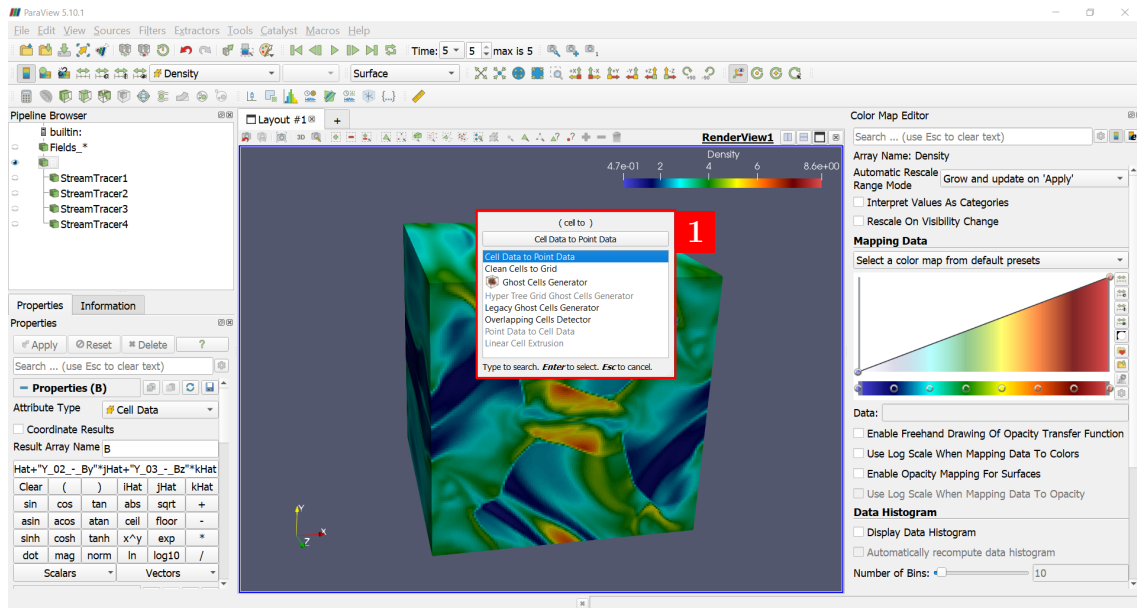 ParaView 5.10.1
File Edit View Sources Filters Extractors Tools Catalyst Macros Help
Time: 5 5 max is 5
Density Surface
Pipeline Browser
builtin:
Fields_*
StreamTracer1
StreamTracer2
StreamTracer3
StreamTracer4
Properties Information
Properties
Apply Reset Delete ?
Search ... (use Esc to clear text)
Properties (B)
Attribute Type Cell Data
Coordinate Results
Result Array Name B
Hat+"Y_02_-_By"*jHat+"Y_03_-_Bz"*kHat
Clear ( ) iHat jHat kHat
sin cos tan abs sqrt +
asin acos atan ceil floor -
sinh cosh tanh x^y exp *
dot mag norm ln log10 /
Scalars Vectors
Layout #1 +
3D
RenderView1
Density
4.7e-01 2 4 6 8.6e+00
( cell to )
Cell Data to Point Data
Cell Data to Point Data
Clean Cells to Grid
Ghost Cells Generator
Hyper Tree Grid Ghost Cells Generator
Legacy Ghost Cells Generator
Overlapping Cells Detector
Point Data to Cell Data
Linear Cell Extrusion
Type to search. Enter to select. Esc to cancel.
1
Y
X
Z
Color Map Editor
Search ... (use Esc to clear text)
Array Name: Density
Automatic Rescale
Range Mode
Grow and update on 'Apply'
Interpret Values As Categories
Rescale On Visibility Change
Mapping Data
Select a color map from default presets
Data:
Enable Freehand Drawing Of Opacity Transfer Function
Use Log Scale When Mapping Data To Colors
Enable Opacity Mapping For Surfaces
Use Log Scale When Mapping Data To Opacity
Data Histogram
Display Data Histogram
Automatically recompute data histogram
Number of Bins: 10